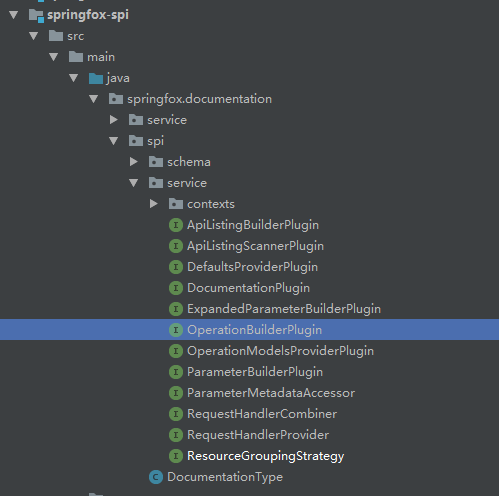 springfox-spi
src
main
java
springfox.documentation
service
spi
schema
service
contexts
I ApiListingBuilderPlugin
I ApiListingScannerPlugin
I DefaultsProviderPlugin
I DocumentationPlugin
I ExpandedParameterBuilderPlugin
I OperationBuilderPlugin
I OperationModelsProviderPlugin
I ParameterBuilderPlugin
I ParameterMetadataAccessor
I RequestHandlerCombiner
I RequestHandlerProvider
I ResourceGroupingStrategy
C DocumentationType